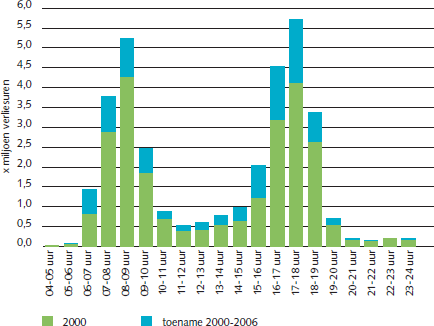 x miljoen verliesuren
6,0
5,5
5,0
4,5
4,0
3,5
3,0
2,5
2,0
1,5
1,0
0,5
0,0
04-05 uur
05-06 uur
06-07 uur
07-08 uur
08-09 uur
09-10 uur
10- 11 uur
11-12 uur
12- 13 uur
13 - 14 uur
14- 15 uur
15 - 16 uur
16-17 uur
17- 18 uur
18-19 uur
19-20 uur
20-21 uur
21- 22 uur
22-23 uur
23-24 uur
2000
toename 2000-2006